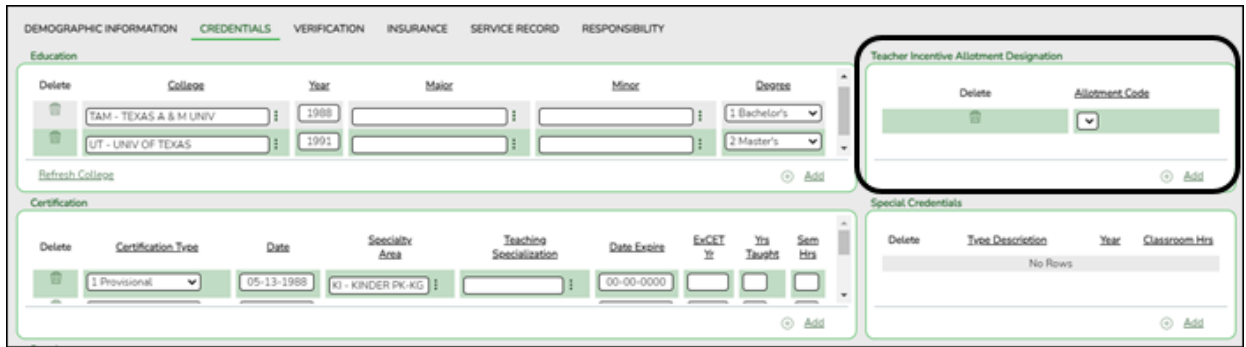 DEMOGRAPHIC INFORMATION CREDENTIALS VERIFICATION INSURANCE SERVICE RECORD RESPONSIBILITY
Education
Delete College Year Major Minor Degree
TAM - TEXAS A & M UNIV 1988 1 Bachelor's
UT - UNIV OF TEXAS 1991 2 Master's
Refresh College Add
Teacher Incentive Allotment Designation
Delete Allotment Code
Add
Certification
Delete Certification Type Date Specialty Area Teaching Specialization Date Expire ExCET Yr Yrs Taught Sem Hrs
1 Provisional 05-13-1988 KI - KINDER PK-KG 00-00-0000
Add
Special Credentials
Delete Type Description Year Classroom Hrs
No Rows
Add